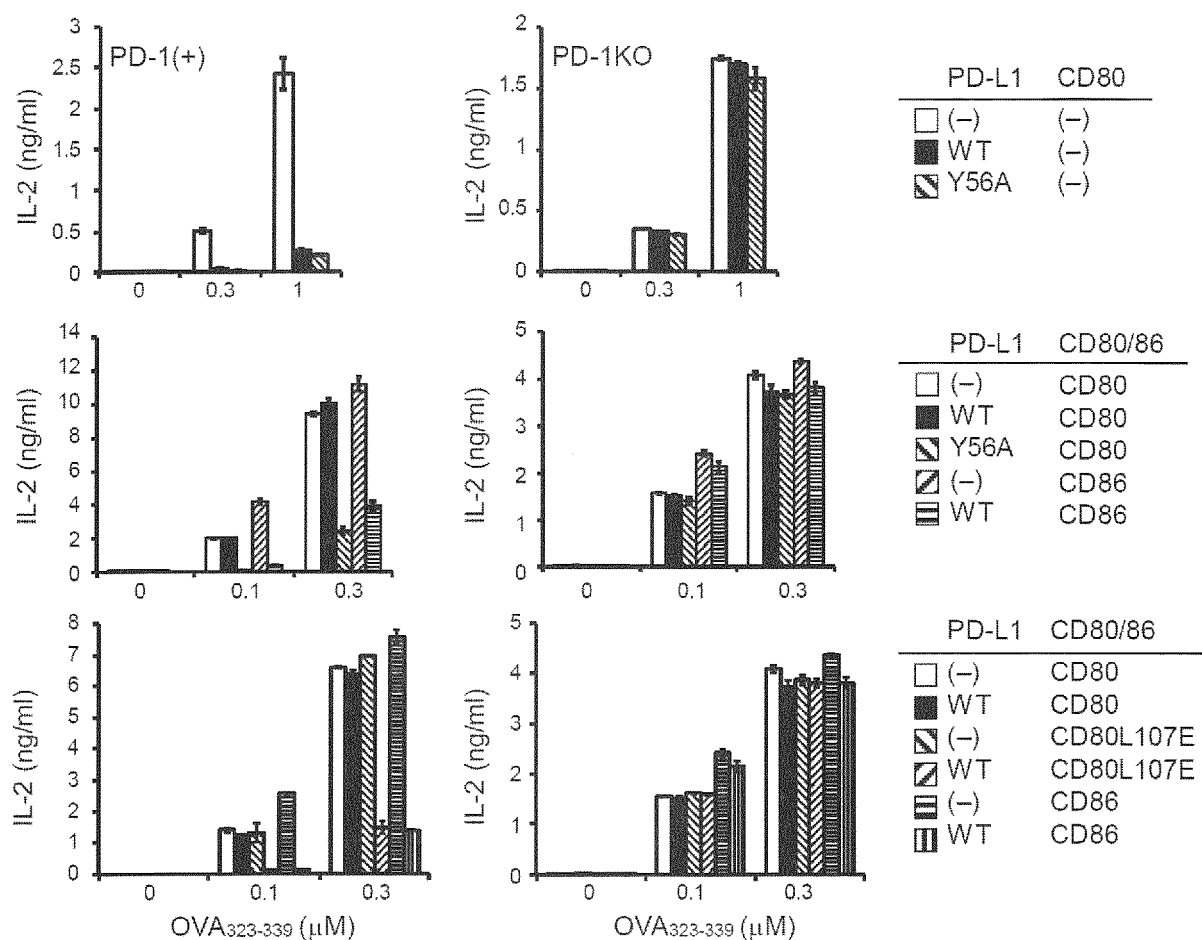 PD-1(+)
IL-2 (ng/ml)
3
2.5
2
1.5
1
0.5
0
0 0.3 1
PD-1KO
IL-2 (ng/ml)
2
1.5
1
0.5
0
0 0.3 1
PD-L1 CD80
(–) (–)
WT (–)
Y56A (–)
IL-2 (ng/ml)
14
12
10
8
6
4
2
0
0 0.1 0.3
IL-2 (ng/ml)
5
4
3
2
1
0
0 0.1 0.3
PD-L1 CD80/86
(–) CD80
WT CD80
Y56A CD80
(–) CD86
WT CD86
IL-2 (ng/ml)
8
7
6
5
4
3
2
1
0
0 0.1 0.3
OVA323-339 (μM)
IL-2 (ng/ml)
5
4
3
2
1
0
0 0.1 0.3
OVA323-339 (μM)
PD-L1 CD80/86
(–) CD80
WT CD80
(–) CD80L107E
WT CD80L107E
(–) CD86
WT CD86